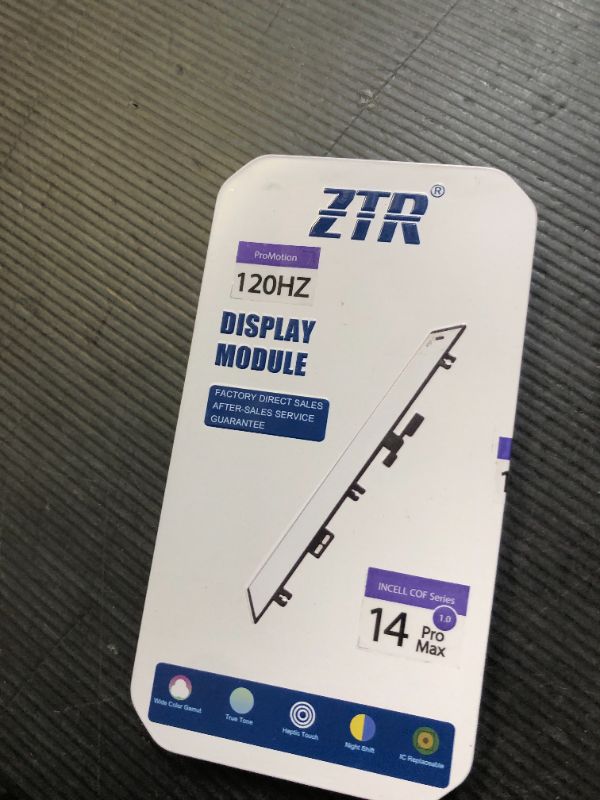 ZTR®
ProMotion
120HZ
DISPLAY
MODULE
FACTORY DIRECT SALES
AFTER-SALES SERVICE
GUARANTEE
INCELL COF Series
1.0
14 Pro
Max
Wide Color Gamut
True Tone
Haptic Touch
Night Shift
IC Replaceable